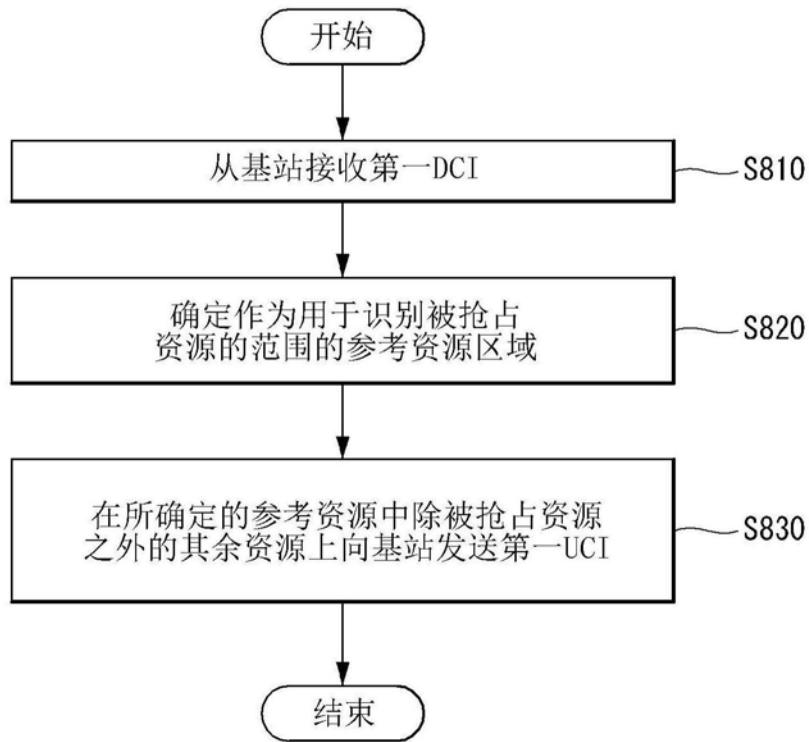 开始
从基站接收第一DCI
S810
确定作为用于识别被抢占
资源的范围的参考资源区域
S820
在所确定的参考资源中除被抢占资源
之外的其余资源上向基站发送第一UCI
S830
结束